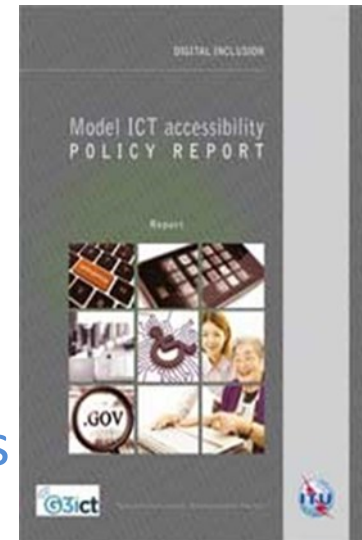 DIGITAL INCLUSION
Model ICT accessibility
POLICY REPORT
Report
.GOV
S
G3ict
ITU